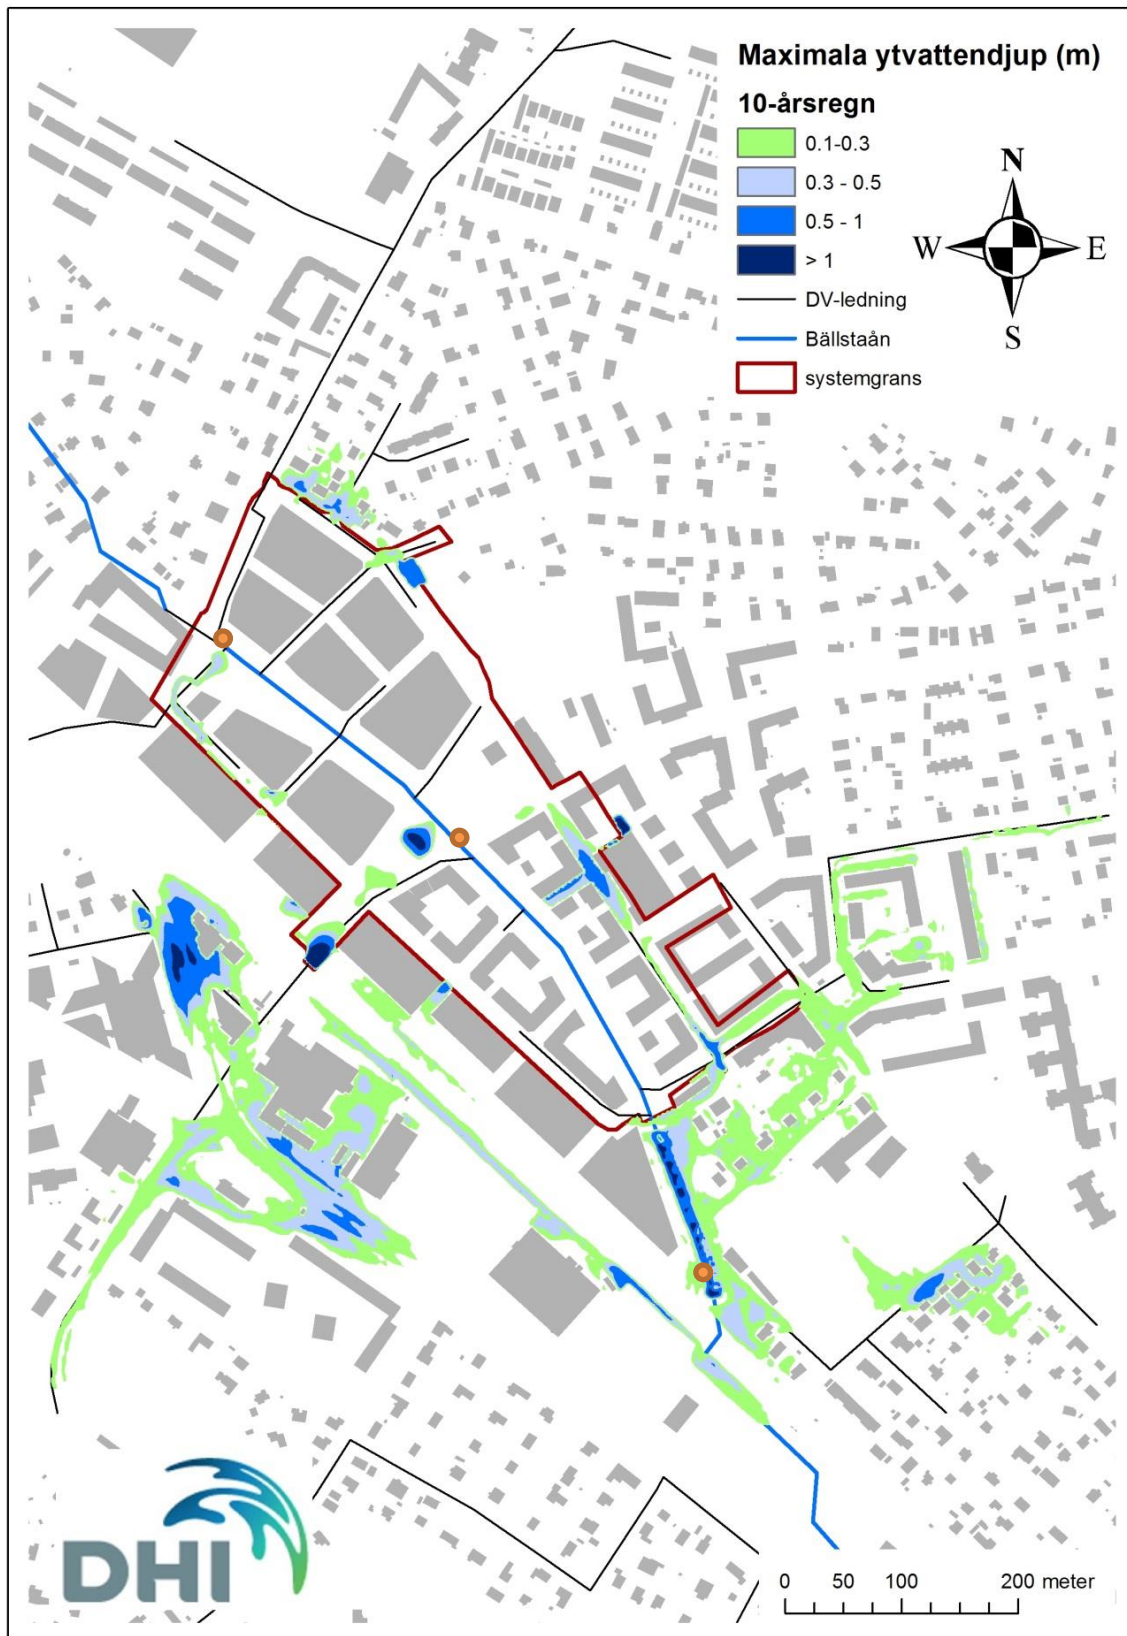 Maximala ytvattendjup (m)
10-årsregn
0.1-0.3
0.3 - 0.5
0.5 - 1
> 1
DV-ledning
Bällstaån
systemgrans
N
W E
S
DHI
0 50 100 200 meter